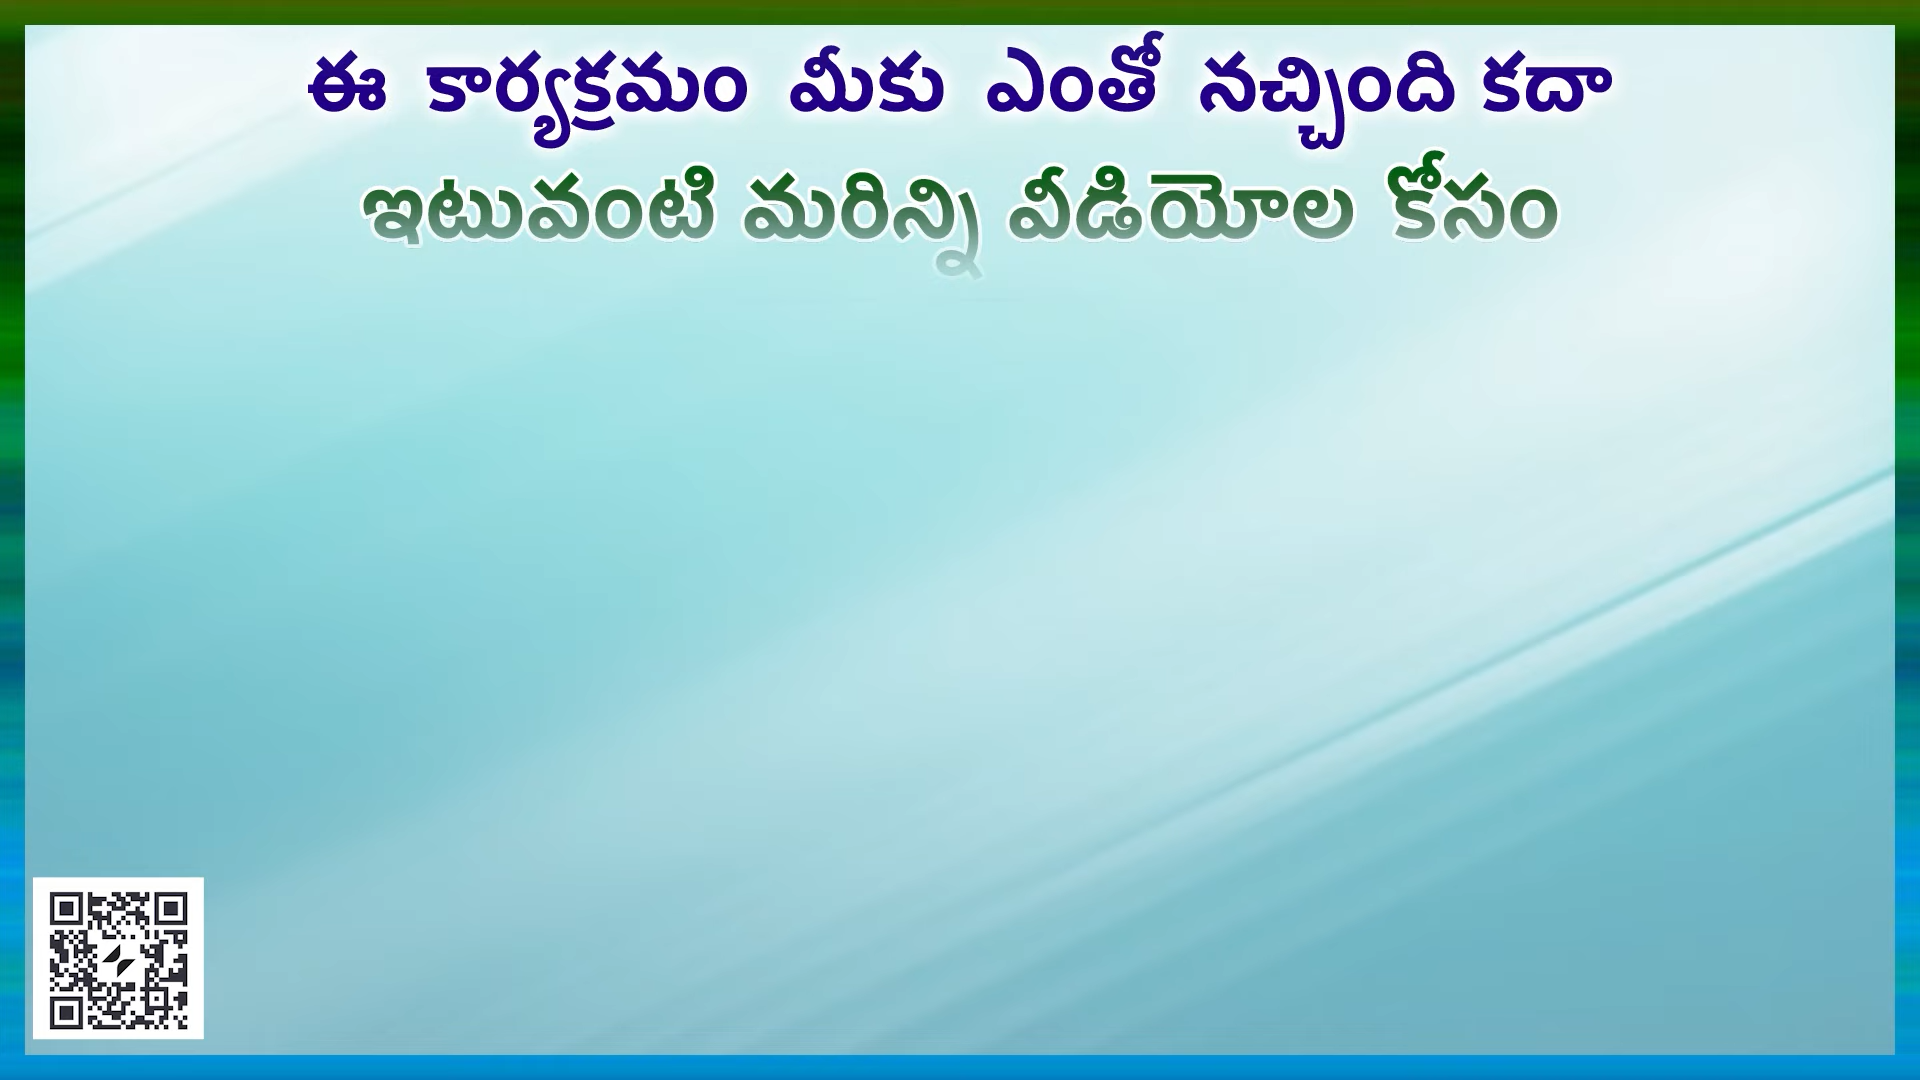 ఈ కార్యక్రమం మీకు ఎంతో నచ్చింది కదా
ఇటువంటి మరిన్ని వీడియోల కోసం